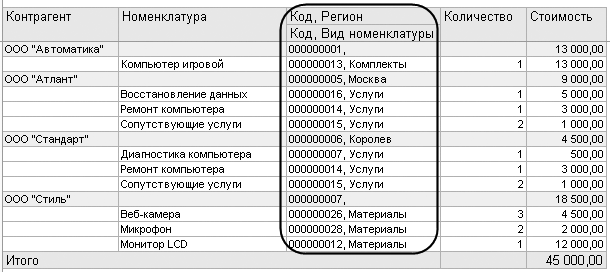 Контрагент Номенклатура Код, Регион Количество Стоимость
Код, Вид номенклатуры
ООО "Автоматика" 000000001, 13 000,00
Компьютер игровой 000000013, Комплекты 1 13 000,00
ООО "Атлант" 000000005, Москва 9 000,00
Восстановление данных 000000016, Услуги 1 5 000,00
Ремонт компьютера 000000014, Услуги 1 3 000,00
Сопутствующие услуги 000000015, Услуги 2 1 000,00
ООО "Стандарт" 000000006, Королев 4 500,00
Диагностика компьютера 000000007, Услуги 1 500,00
Ремонт компьютера 000000014, Услуги 1 3 000,00
Сопутствующие услуги 000000015, Услуги 2 1 000,00
ООО "Стиль" 000000007, 18 500,00
Веб-камера 000000026, Материалы 3 4 500,00
Микрофон 000000028, Материалы 2 2 000,00
Монитор LCD 000000012, Материалы 1 12 000,00
Итого 45 000,00